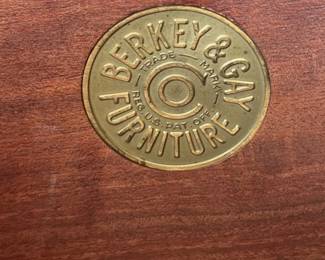 BERKEY & GAY
FURNITURE
TRADE MARK
REG. U.S. PAT. OFF.